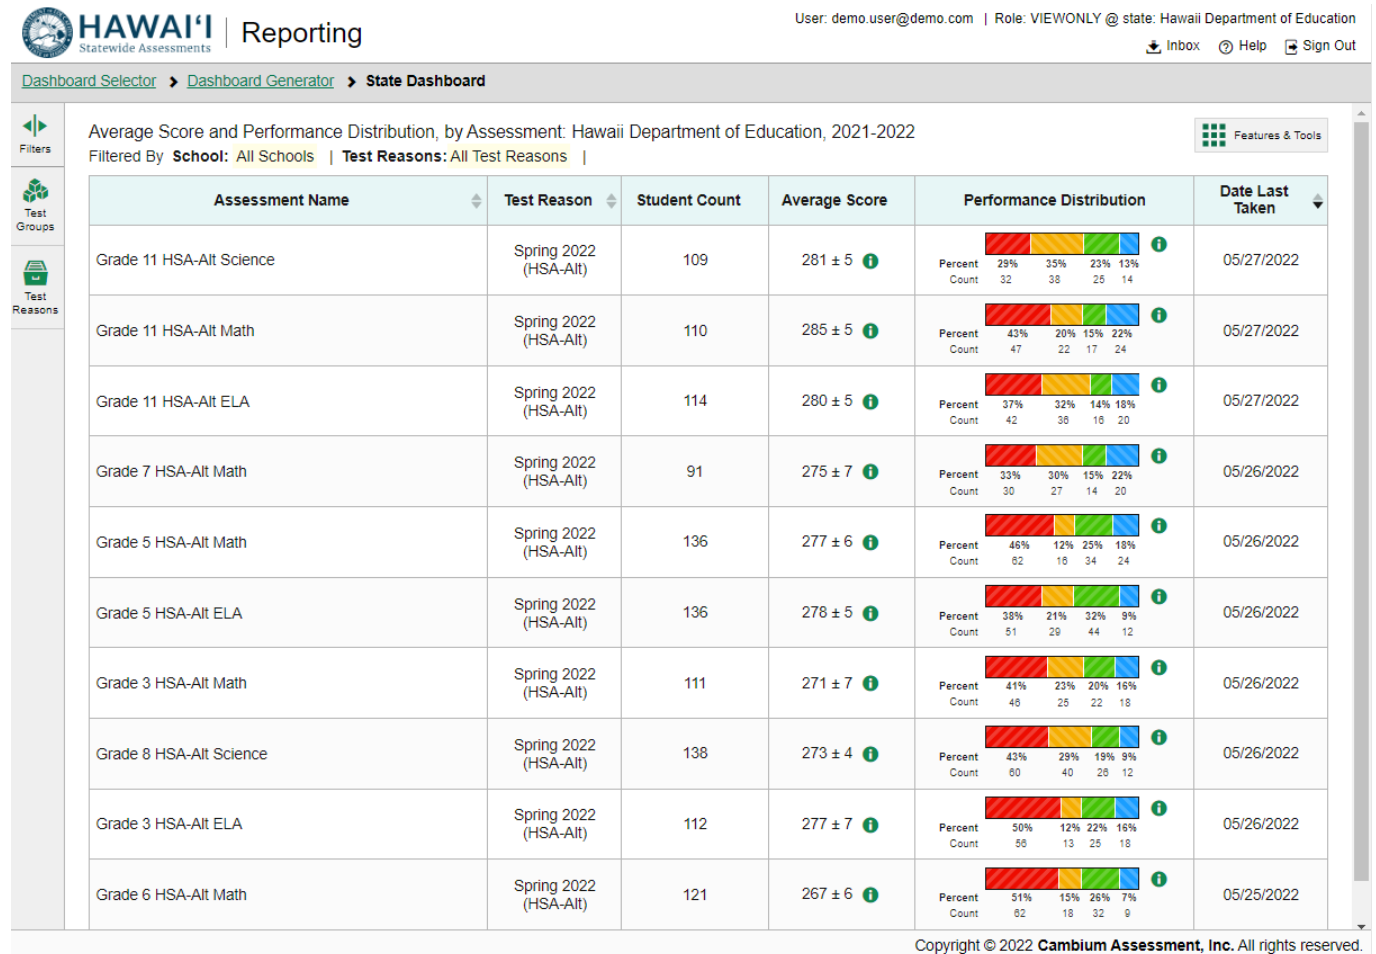 User: demo.user@demo.com | Role: VIEWONLY @ state: Hawaii Department of Education
HAWAI‘I
Statewide Assessments
Reporting
Inbox Help Sign Out
Dashboard Selector Dashboard Generator State Dashboard
Filters
Test
Groups
Test
Reasons
Average Score and Performance Distribution, by Assessment: Hawaii Department of Education, 2021-2022
Filtered By School: All Schools | Test Reasons: All Test Reasons |
Features & Tools
Assessment Name Test Reason Student Count Average Score Performance Distribution Date Last Taken
Grade 11 HSA-Alt Science Spring 2022 (HSA-Alt) 109 281 ± 5 05/27/2022
Percent 29% 35% 23% 13%
Count 32 38 25 14
Grade 11 HSA-Alt Math Spring 2022 (HSA-Alt) 110 285 ± 5 05/27/2022
Percent 43% 20% 15% 22%
Count 47 22 17 24
Grade 11 HSA-Alt ELA Spring 2022 (HSA-Alt) 114 280 ± 5 05/27/2022
Percent 37% 32% 14% 18%
Count 42 36 16 20
Grade 7 HSA-Alt Math Spring 2022 (HSA-Alt) 91 275 ± 7 05/26/2022
Percent 33% 30% 15% 22%
Count 30 27 14 20
Grade 5 HSA-Alt Math Spring 2022 (HSA-Alt) 136 277 ± 6 05/26/2022
Percent 46% 12% 25% 18%
Count 62 16 34 24
Grade 5 HSA-Alt ELA Spring 2022 (HSA-Alt) 136 278 ± 5 05/26/2022
Percent 38% 21% 32% 9%
Count 51 29 44 12
Grade 3 HSA-Alt Math Spring 2022 (HSA-Alt) 111 271 ± 7 05/26/2022
Percent 41% 23% 20% 16%
Count 46 25 22 18
Grade 8 HSA-Alt Science Spring 2022 (HSA-Alt) 138 273 ± 4 05/26/2022
Percent 43% 29% 19% 9%
Count 60 40 26 12
Grade 3 HSA-Alt ELA Spring 2022 (HSA-Alt) 112 277 ± 7 05/26/2022
Percent 50% 12% 22% 16%
Count 56 13 25 18
Grade 6 HSA-Alt Math Spring 2022 (HSA-Alt) 121 267 ± 6 05/25/2022
Percent 51% 15% 26% 7%
Count 62 18 32 9
Copyright © 2022 Cambium Assessment, Inc. All rights reserved.